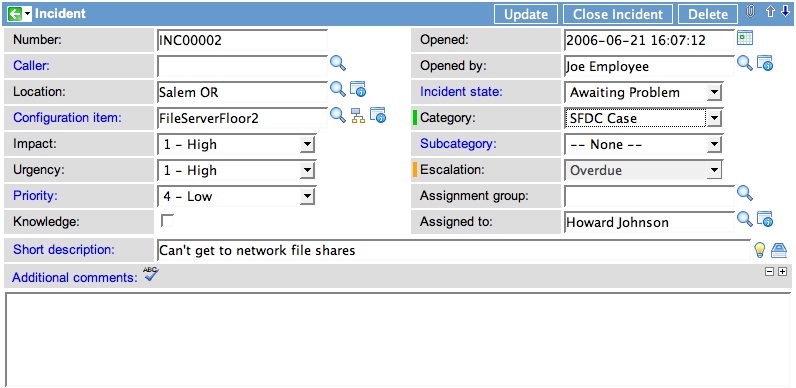 Incident Update Close Incident Delete
Number: INC00002 Opened: 2006-06-21 16:07:12
Caller: Opened by: Joe Employee
Location: Salem OR Incident state: Awaiting Problem
Configuration item: FileServerFloor2 Category: SFDC Case
Impact: 1 - High Subcategory: -- None --
Urgency: 1 - High Escalation: Overdue
Priority: 4 - Low Assignment group:
Knowledge: Assigned to: Howard Johnson
Short description: Can't get to network file shares
Additional comments: ABC